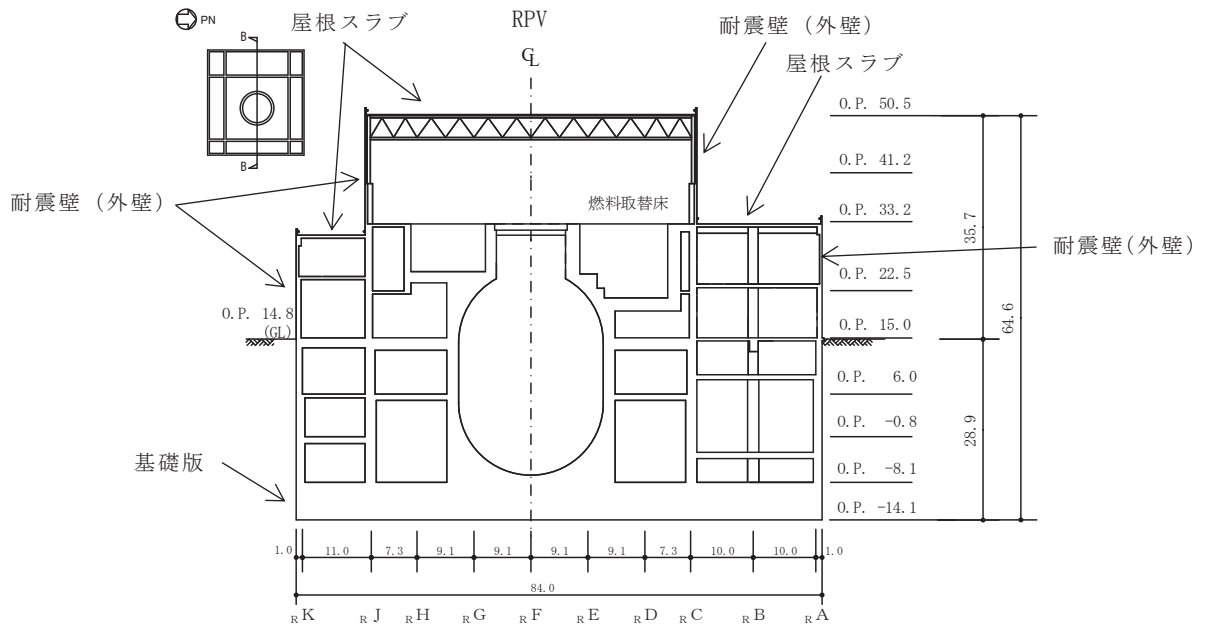 PN
B
B
屋根スラブ
RPV
℄
耐震壁（外壁）
屋根スラブ
耐震壁（外壁）
燃料取替床
耐震壁(外壁)
O.P. 14.8
(GL)
基礎版
O.P. 50.5
O.P. 41.2
O.P. 33.2
O.P. 22.5
O.P. 15.0
O.P. 6.0
O.P. -0.8
O.P. -8.1
O.P. -14.1
35.7
28.9
64.6
1.0 11.0 7.3 9.1 9.1 9.1 9.1 7.3 10.0 10.0 1.0
84.0
RK RJ RH RG RF RE RD RC RB RA